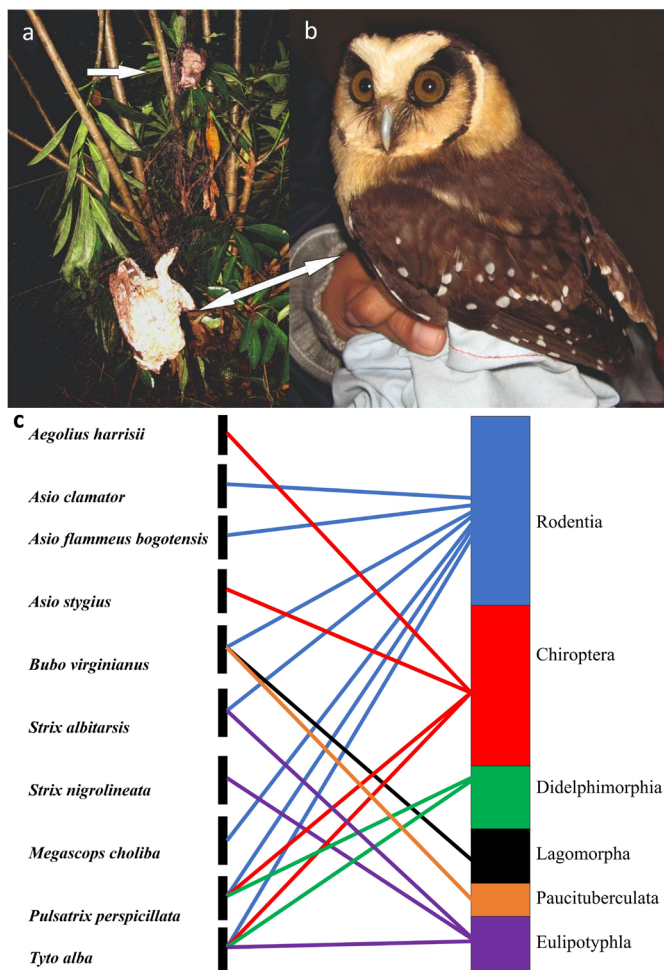 a
b
c
Aegolius harrisii
Asio clamator
Asio flammeus bogotensis
Asio stygius
Bubo virginianus
Strix albitarsis
Strix nigrolineata
Megascops choliba
Pulsatrix perspicillata
Tyto alba
Rodentia
Chiroptera
Didelphimorphia
Lagomorpha
Paucituberculata
Eulipotyphla